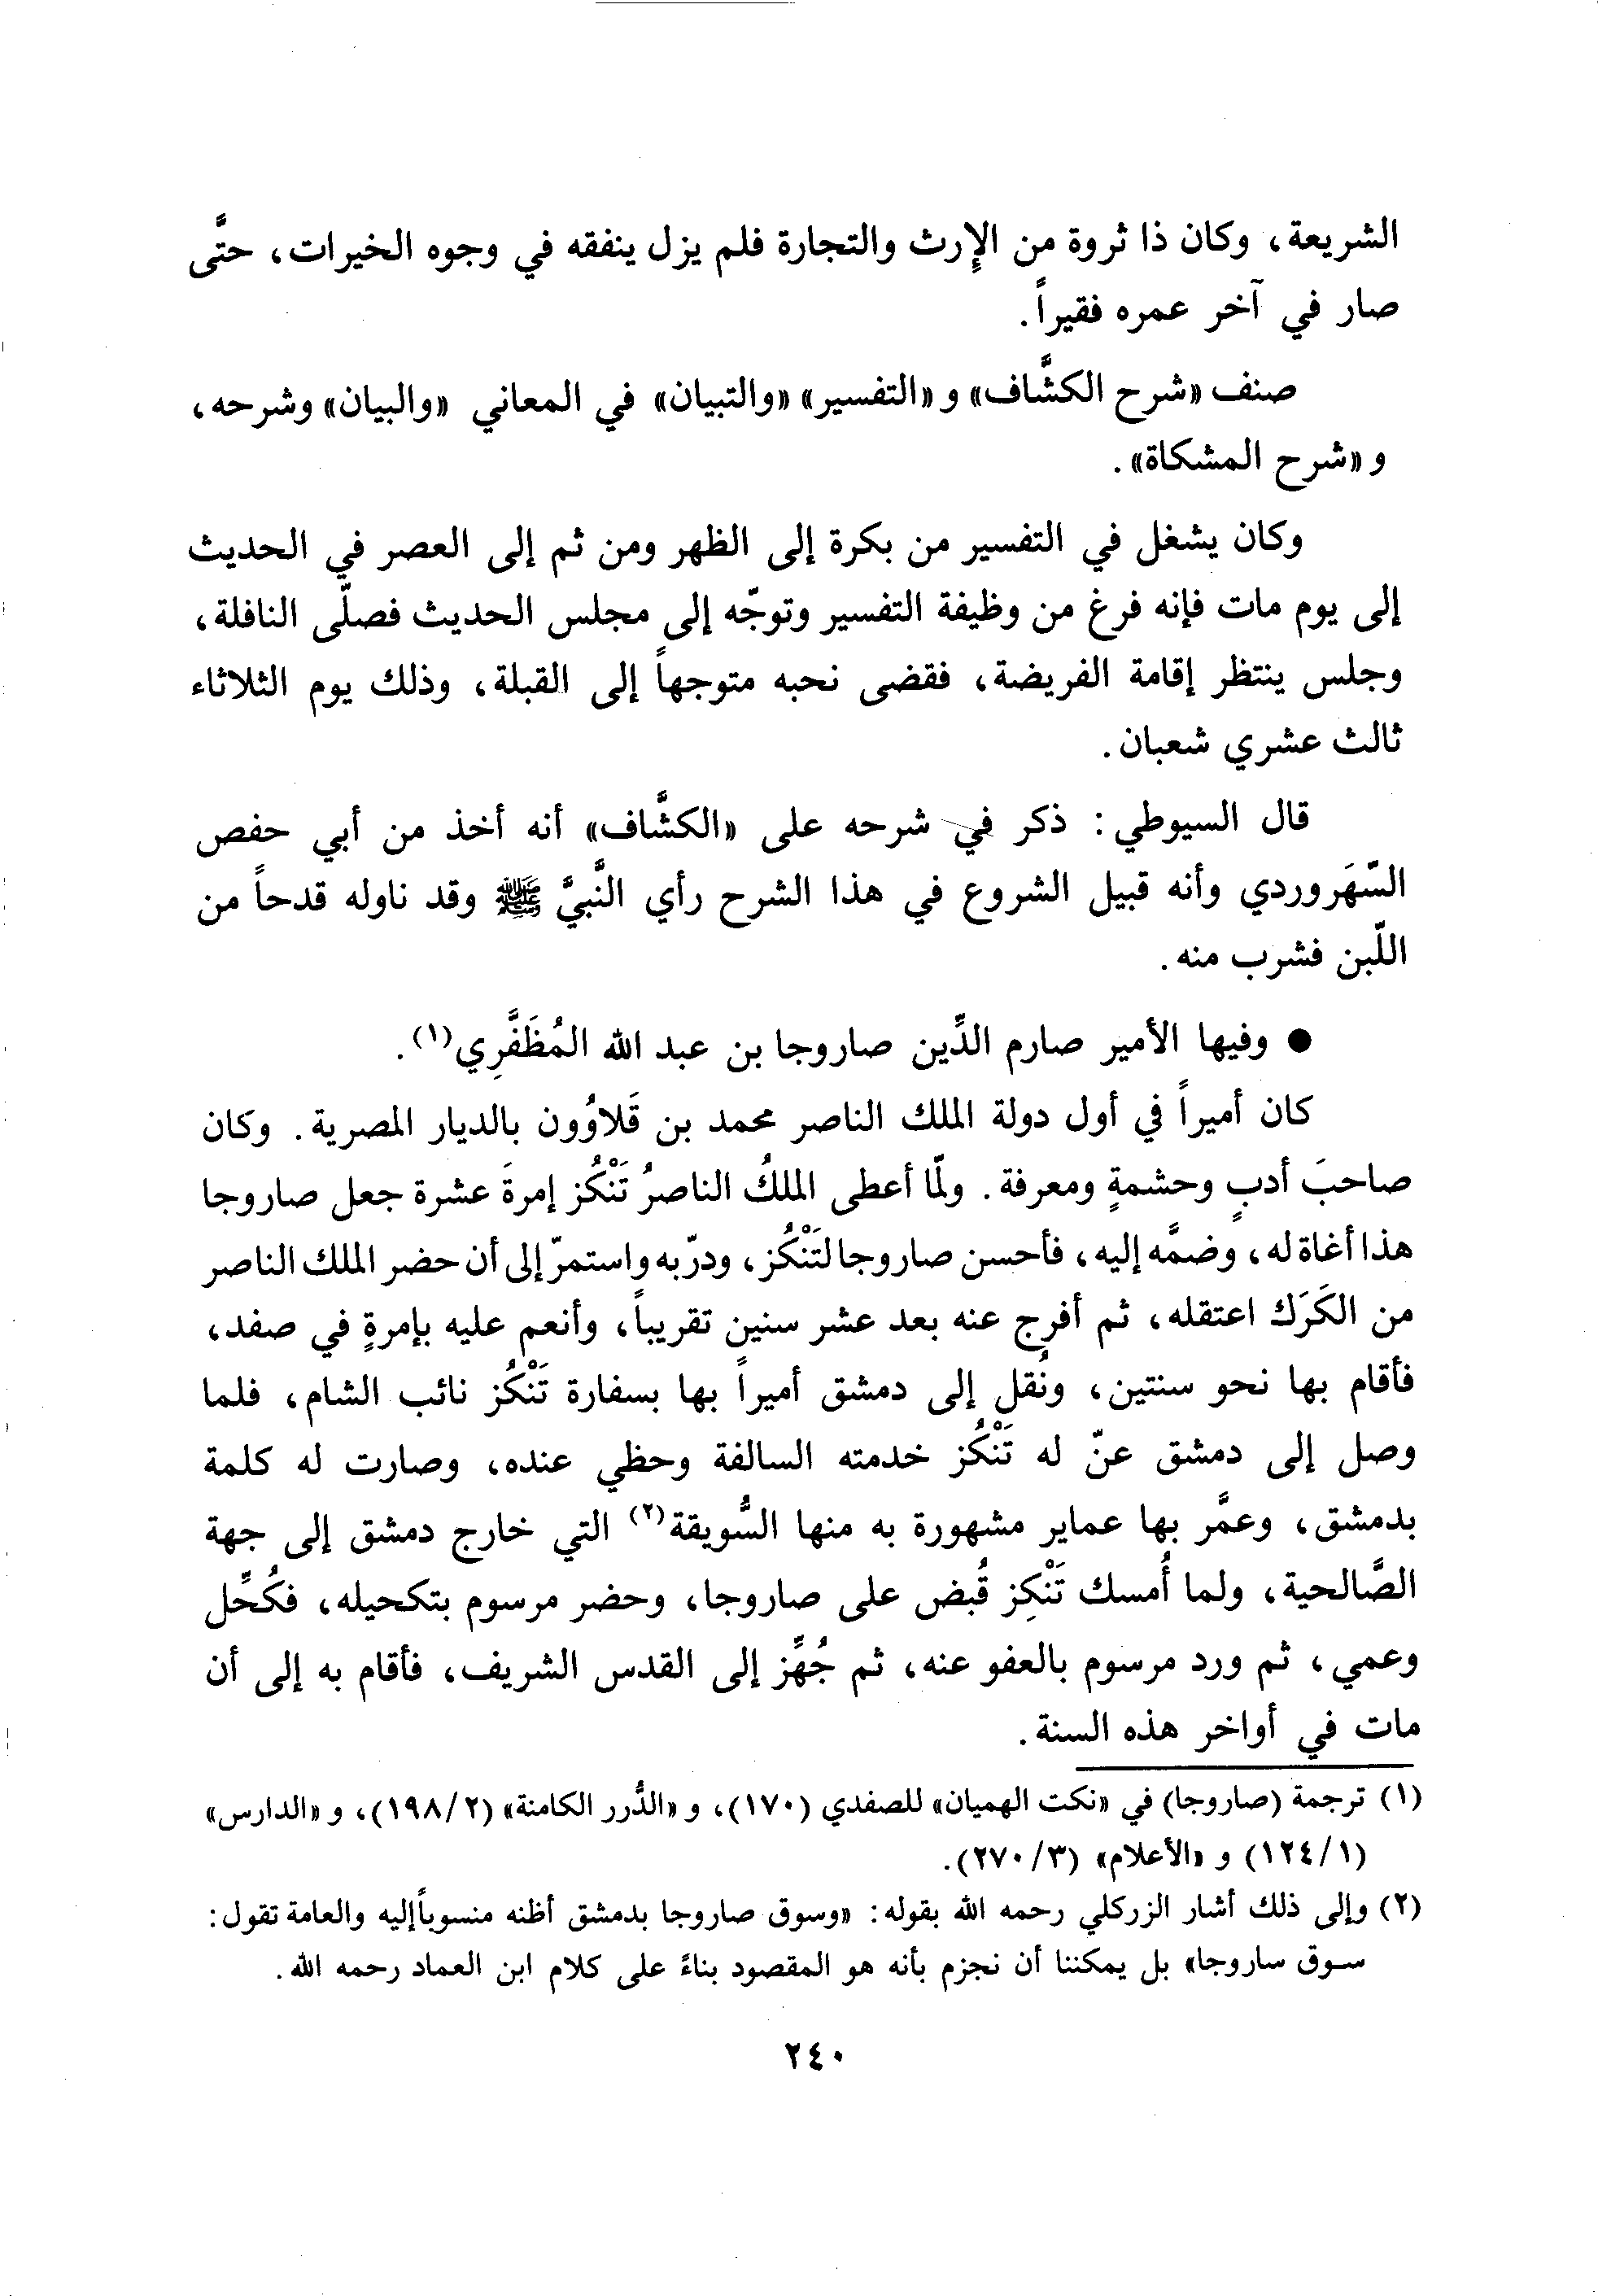 الشريعة، وكان ذا ثروة من الإرث والتجارة فلم يزل ينفقه في وجوه الخيرات، حتَّى
صار في آخر عمره فقيراً.
صنف «شرح الكشَّاف» و «التفسير» «والتبيان» في المعاني «والبيان» وشرحه،
و «شرح المشكاة».
وكان يشغل في التفسير من بكرة إلى الظهر ومن ثم إلى العصر في الحديث
إلى يوم مات فإنه فرغ من وظيفة التفسير وتوجّه إلى مجلس الحديث فصلّى النافلة،
وجلس ينتظر إقامة الفريضة، فقضى نحبه متوجهاً إلى القبلة، وذلك يوم الثلاثاء
ثالث عشري شعبان.
قال السيوطي: ذكر في شرحه على «الكشَّاف» أنه أخذ من أبي حفص
السّهَروردي وأنه قبيل الشروع في هذا الشرح رأي النَّبيَّ ﷺ وقد ناوله قدحاً من
اللّبن فشرب منه.
● وفيها الأمير صارم الدِّين صاروجا بن عبد الله المُظَفَّرِي(١).
كان أميراً في أول دولة الملك الناصر محمد بن قَلاوُوون بالديار المصرية. وكان
صاحبَ أدبٍ وحشمةٍ ومعرفة. ولمّا أعطى الملكُ الناصرُ تَنْكُز إمرةَ عشرة جعل صاروجا
هذا أغاة له، وضمَّه إليه، فأحسن صاروجا لتَنْكُز، ودرّبه واستمرّ إلى أن حضر الملك الناصر
من الكَرَك اعتقله، ثم أفرج عنه بعد عشر سنين تقريباً، وأنعم عليه بإمرةٍ في صفد،
فأقام بها نحو سنتين، ونُقل إلى دمشق أميراً بها بسفارة تَنْكُز نائب الشام، فلما
وصل إلى دمشق عنّ له تَنْكُز خدمته السالفة وحظي عنده، وصارت له كلمة
بدمشق، وعمَّر بها عماير مشهورة به منها السُّويقة(٢) التي خارج دمشق إلى جهة
الصَّالحية، ولما أُمسك تَنْكِز قُبض على صاروجا، وحضر مرسوم بتكحيله، فكُحِّل
وعمي، ثم ورد مرسوم بالعفو عنه، ثم جُهِّز إلى القدس الشريف، فأقام به إلى أن
مات في أواخر هذه السنة.
(١) ترجمة (صاروجا) في «نكت الهميان» للصفدي (١٧٠)، و «الدُّرر الكامنة» (١٩٨/٢)، و «الدارس»
(١٢٤/١) و «الأعلام» (٢٧٠/٣).
(٢) وإلى ذلك أشار الزركلي رحمه الله بقوله: «وسوق صاروجا بدمشق أظنه منسوباً إليه والعامة تقول:
سوق ساروجا» بل يمكننا أن نجزم بأنه هو المقصود بناءً على كلام ابن العماد رحمه الله.
٢٤٠